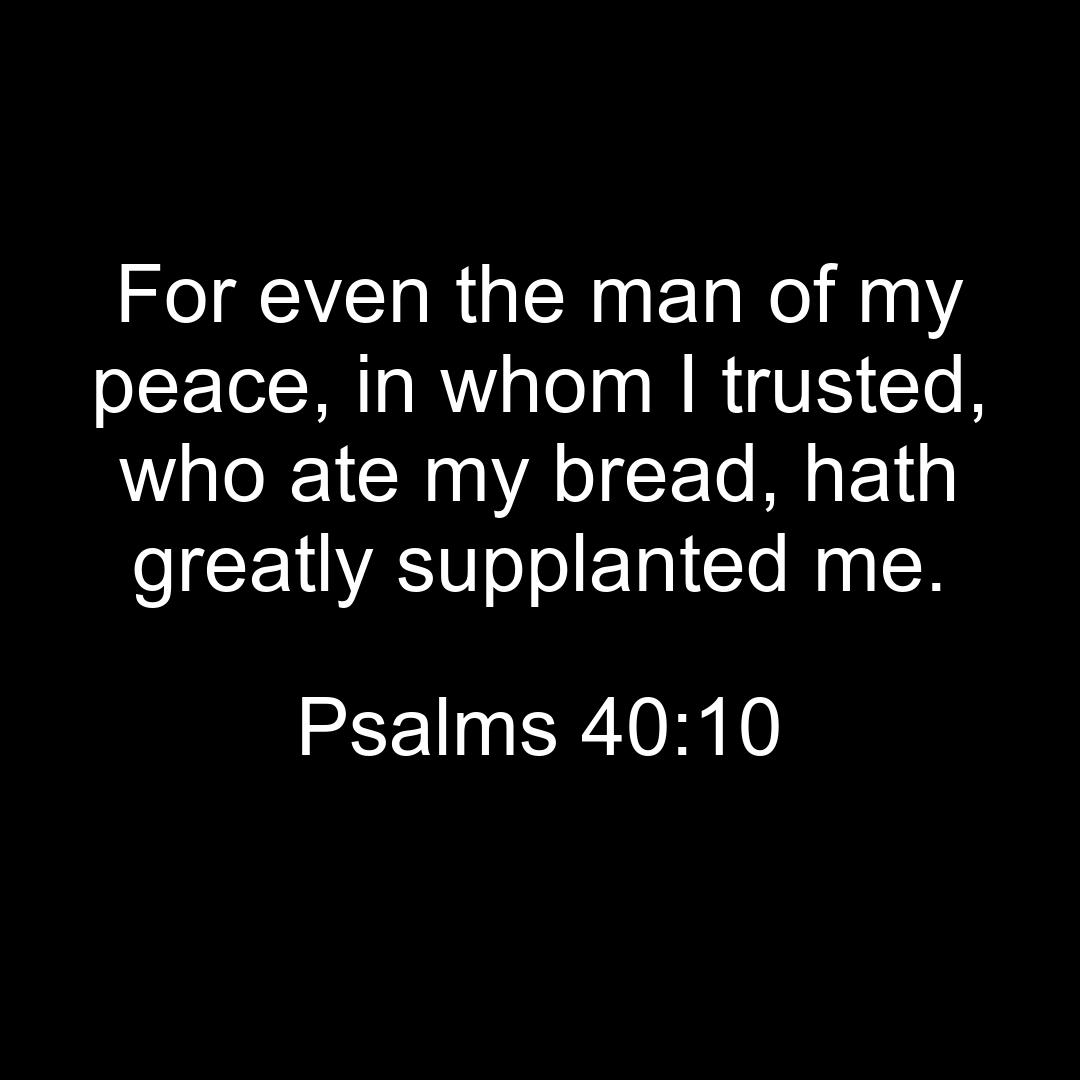 For even the man of my
peace, in whom I trusted,
who ate my bread, hath
greatly supplanted me.
Psalms 40:10